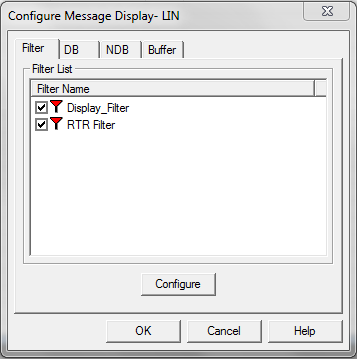 Configure Message Display- LIN
Filter DB NDB Buffer
Filter List
Filter Name
Display_Filter
RTR Filter
Configure
OK Cancel Help